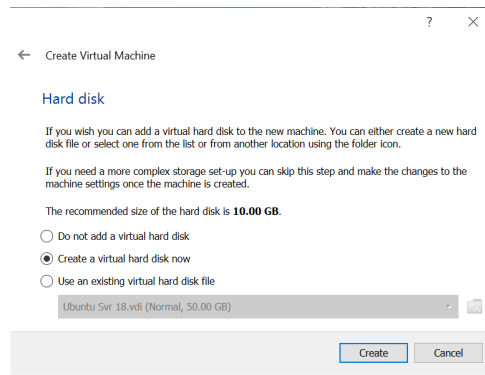 ?
Create Virtual Machine
Hard disk
If you wish you can add a virtual hard disk to the new machine. You can either create a new hard
disk file or select one from the list or from another location using the folder icon.
If you need a more complex storage set-up you can skip this step and make the changes to the
machine settings once the machine is created.
The recommended size of the hard disk is 10.00 GB.
Do not add a virtual hard disk
Create a virtual hard disk now
Use an existing virtual hard disk file
Ubuntu Svr 18.vdi (Normal, 50.00 GB)
Create Cancel